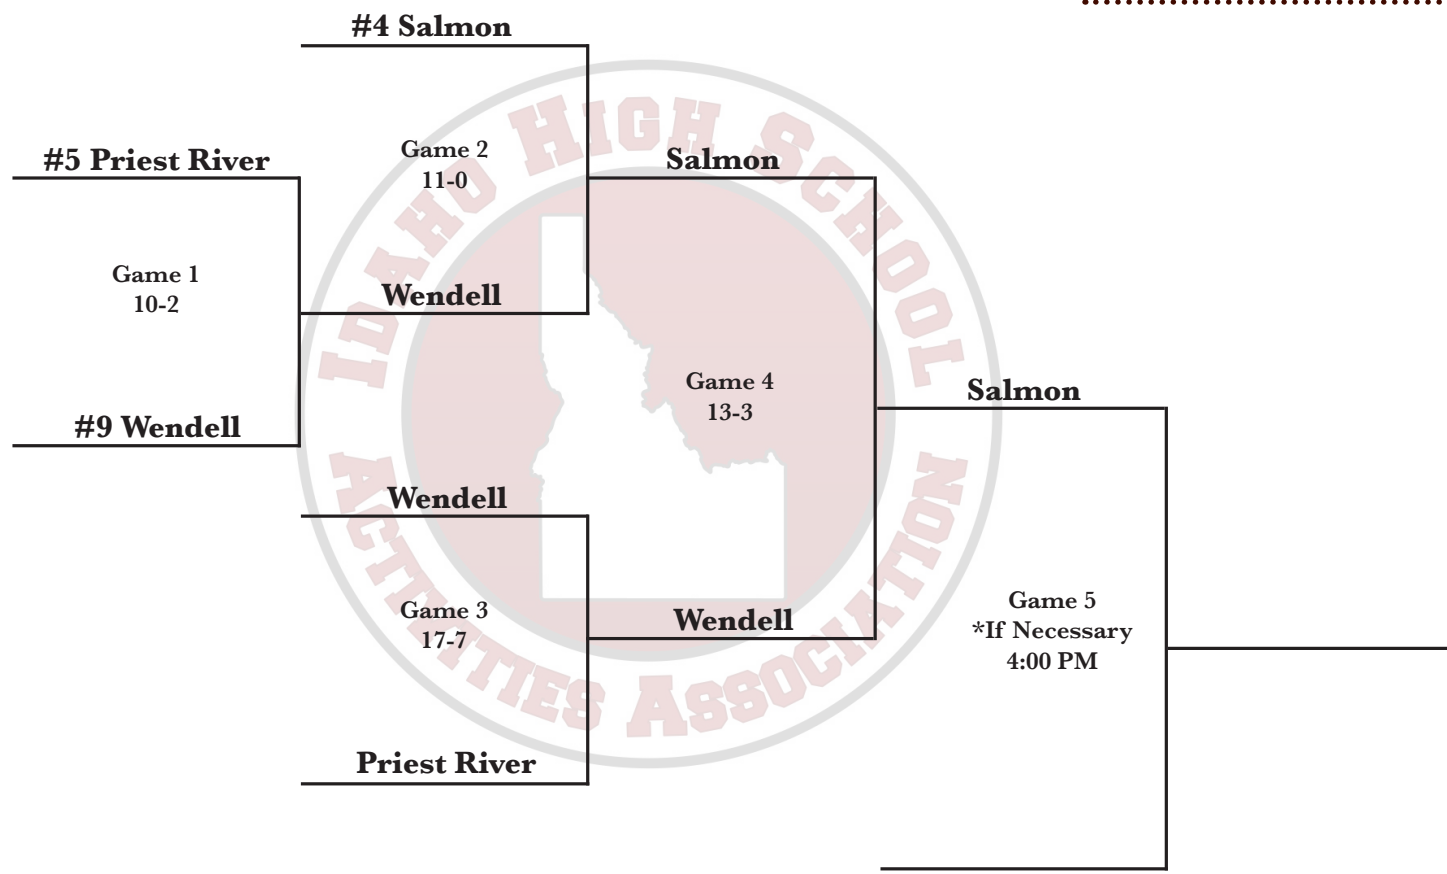 #4 Salmon
#5 Priest River
Game 2
11-0
Salmon
Game 1
10-2
Wendell
#9 Wendell
Game 4
13-3
Salmon
Wendell
Game 3
17-7
Wendell
Game 5
*If Necessary
4:00 PM
Priest River
IDAHO HIGH SCHOOL
ACTIVITIES ASSOCIATION